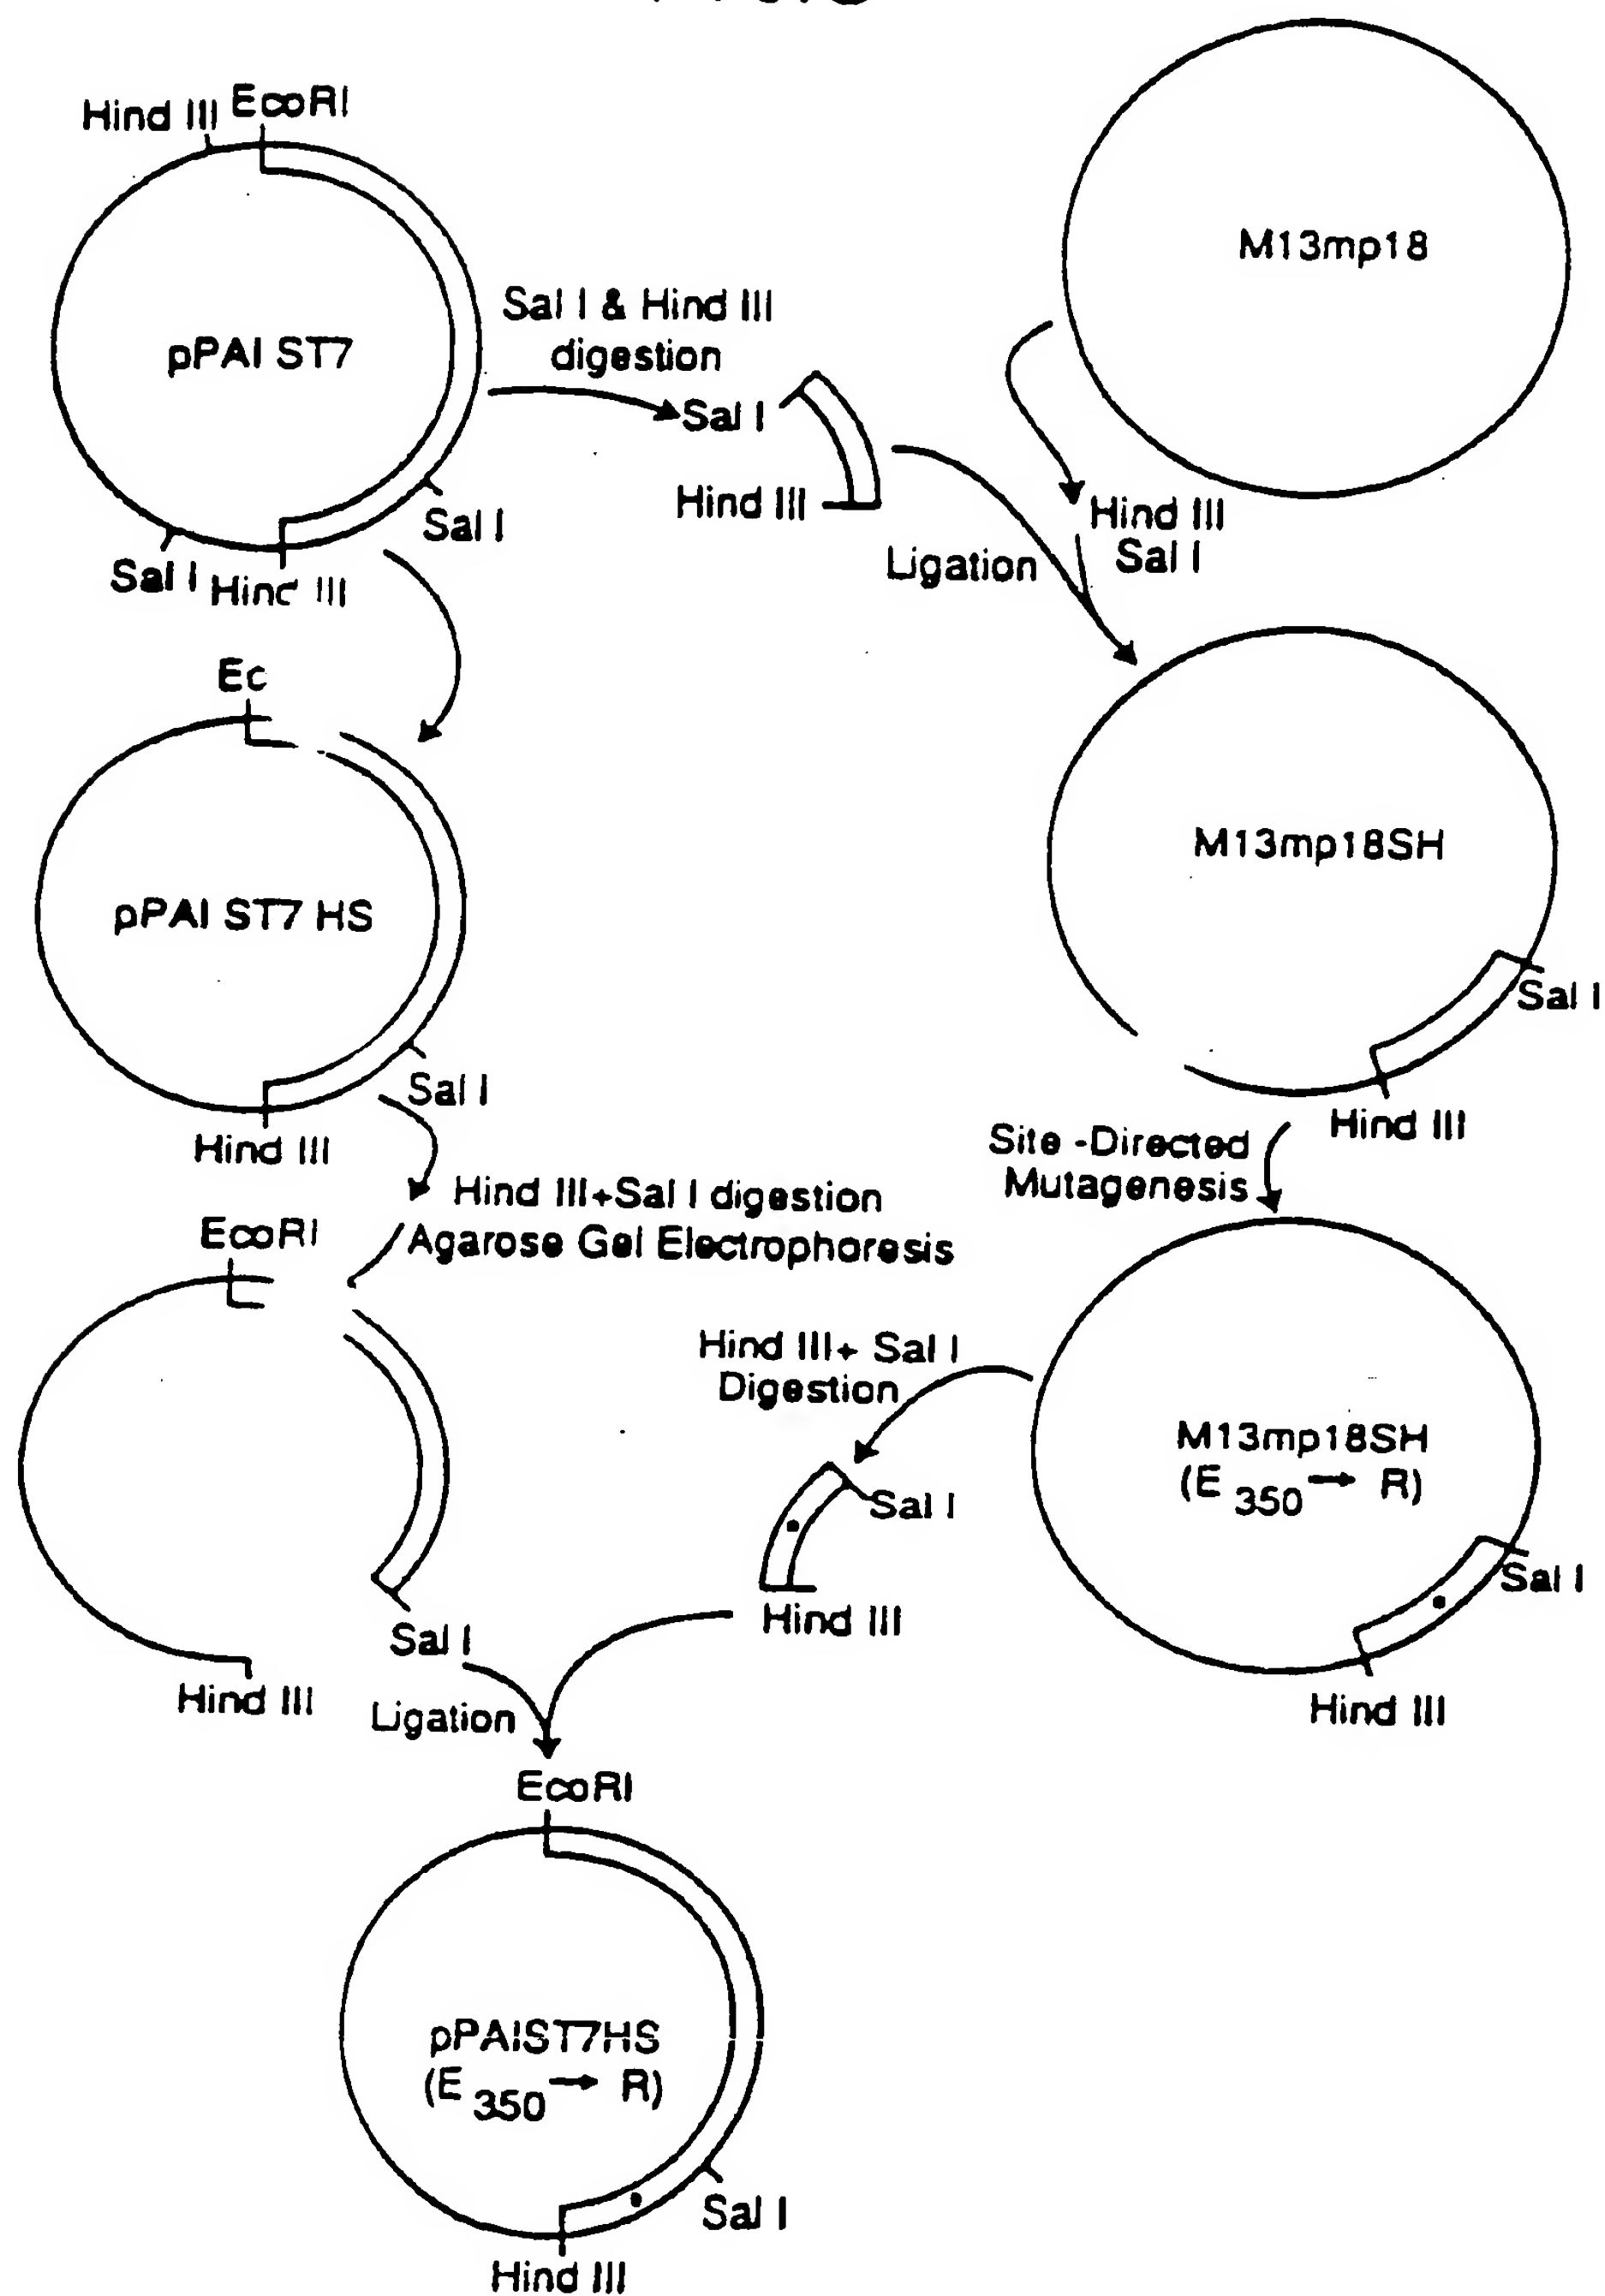 Hind III
EcoRI
M13mp18
pPAI ST7
Sal I & Hind III
digestion
Sal I
Hind III
Hind III
Sal I
Ligation
Sal I
Sal I
Hind III
Ec
pPAI ST7 HS
M13mp18SH
Sal I
Hind III
Sal I
Hind III
Site -Directed
Mutagenesis
Hind III+Sal I digestion
Agarose Gel Electrophoresis
EcoRI
Hind III+ Sal I
Digestion
M13mp18SH
(E 350 → R)
Sal I
Hind III
Sal I
Hind III
Sal I
Hind III
Ligation
EcoRI
pPAIST7HS
(E 350 → R)
Sal I
Hind III